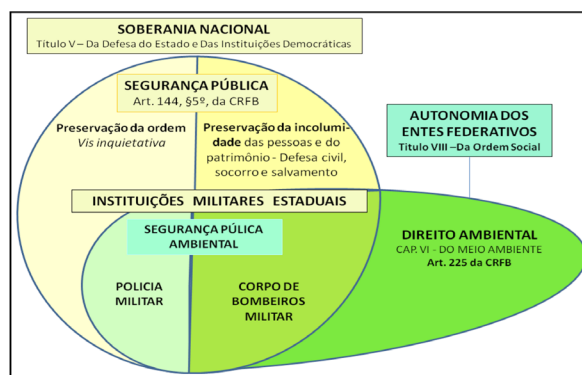 SOBERANIA NACIONAL
Titulo V – Da Defesa do Estado e Das Instituições Democráticas
SEGURANÇA PÚBLICA
Art. 144, §5º, da CRFB
Preservação da ordem
Vis inquietativa
Preservação da incolumi-
dade das pessoas e do
patrimônio - Defesa civil,
socorro e salvamento
AUTONOMIA DOS
ENTES FEDERATIVOS
Titulo VIII –Da Ordem Social
INSTITUIÇÕES MILITARES ESTADUAIS
SEGURANÇA PÚLICA
AMBIENTAL
DIREITO AMBIENTAL
CAP. VI - DO MEIO AMBIENTE
Art. 225 da CRFB
POLICIA
MILITAR
CORPO DE
BOMBEIROS
MILITAR